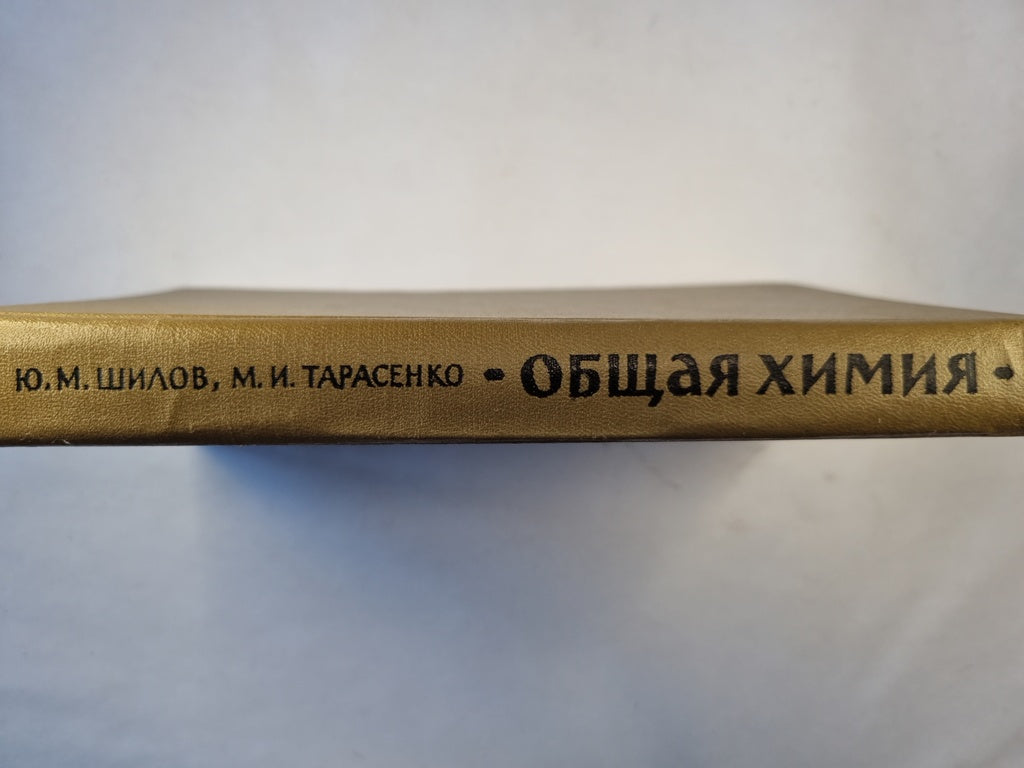 Ю. М. ШИЛОВ, М. И. ТАРАСЕНКО • ОБЩАЯ ХИМИЯ •